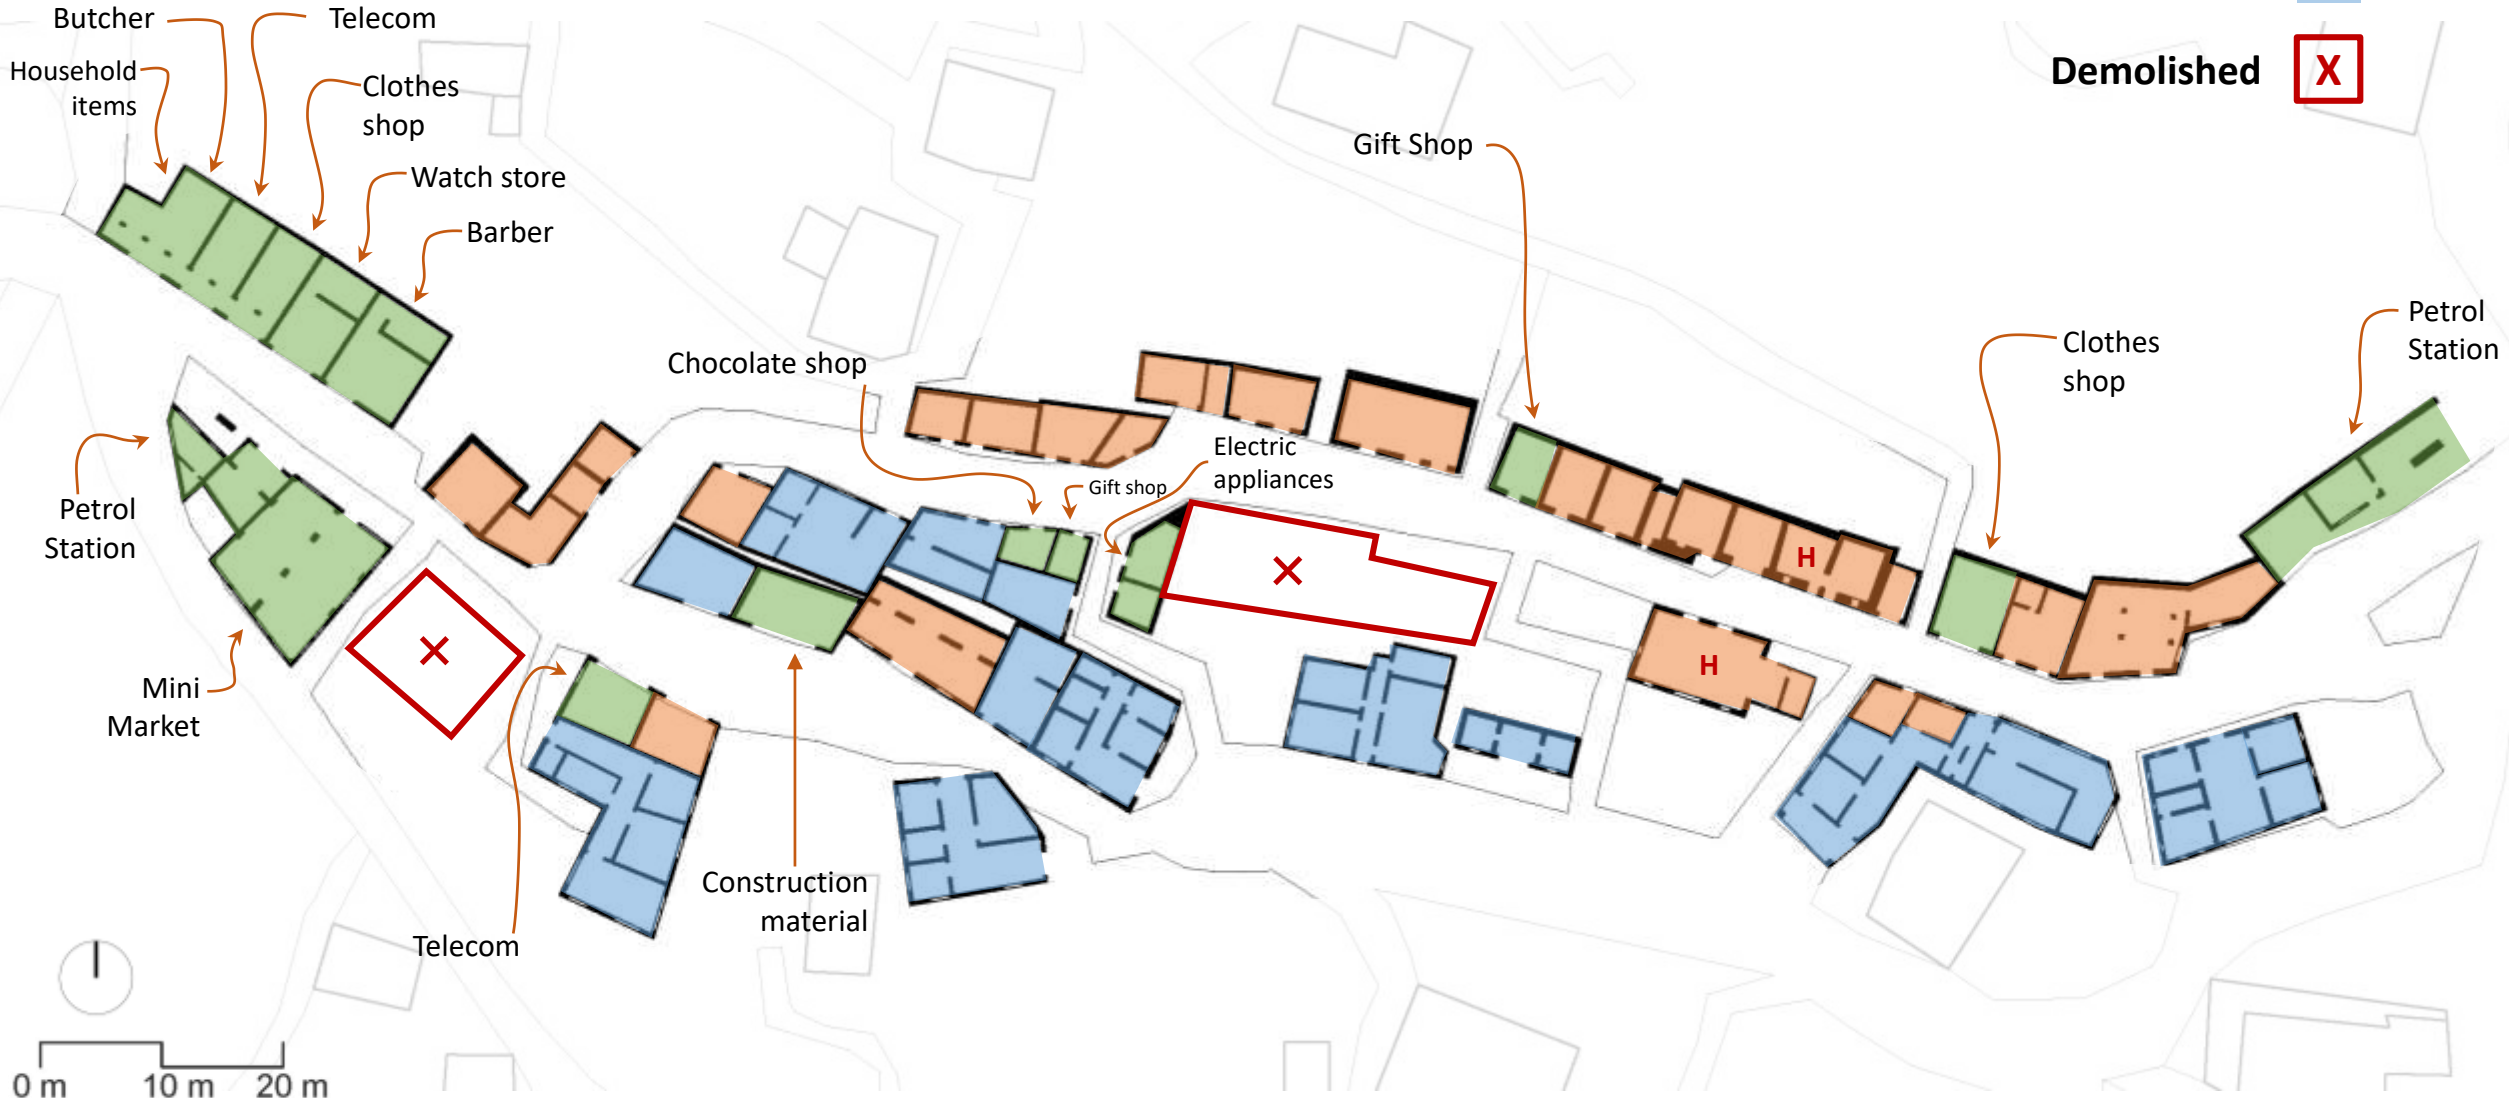 Butcher
Telecom
Household
items
Clothes
shop
Demolished
X
Gift Shop
Watch store
Barber
Petrol
Station
Clothes
shop
Chocolate shop
Electric
appliances
Gift shop
Petrol
Station
X
H
X
H
Mini
Market
Construction
material
Telecom
0 m
10 m
20 m